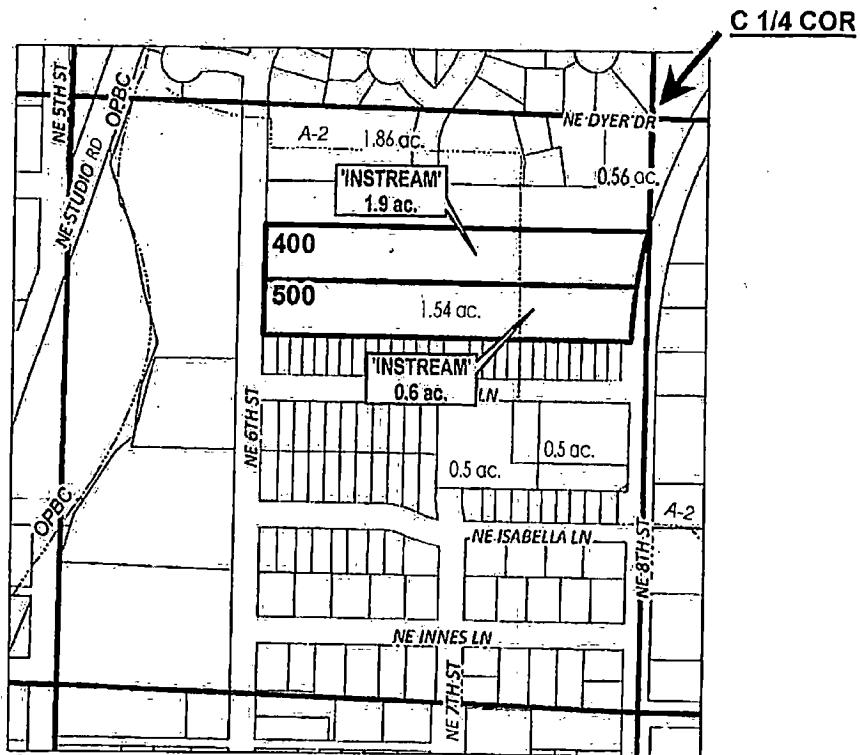 C 1/4 COR
NE 5TH ST
OPBC
NE STUDIO RD
NE DYER DR
A-2
1.86 ac.
0.56 ac.
'INSTREAM'
1.9 ac.
400
500
1.54 ac.
'INSTREAM'
0.6 ac.
LN
NE 6TH ST
0.5 ac.
0.5 ac.
OPBC
A-2
NE ISABELLA LN
NE 8TH ST
NE INNES LN
NE 7TH ST